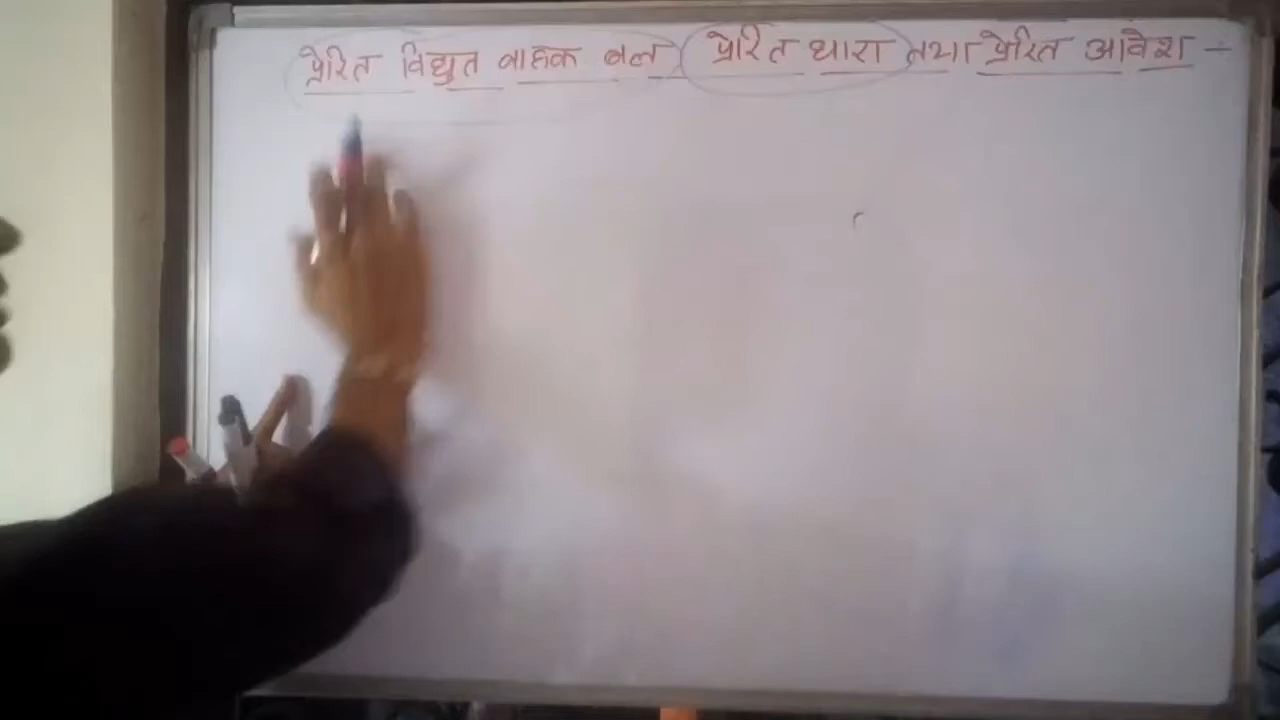 प्रेरित विद्युत वाहक बल प्रेरित धारा तथा प्रेरित आवेश –